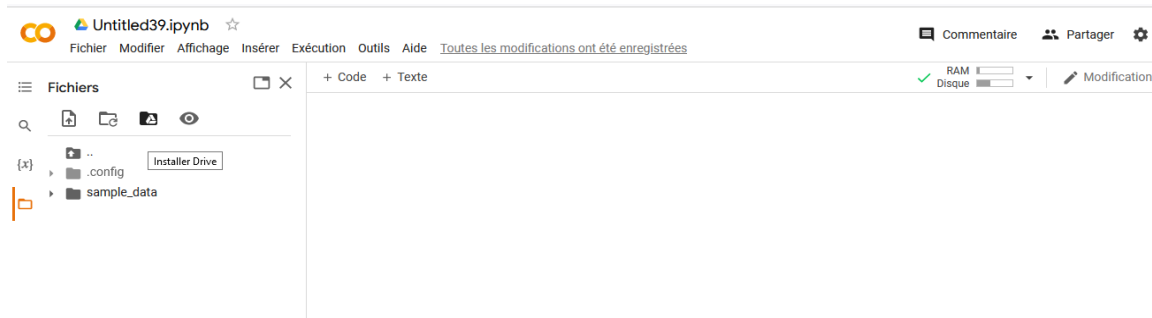 Untitled39.ipynb
Fichier Modifier Affichage Insérer Exécution Outils Aide Toutes les modifications ont été enregistrées
Commentaire Partager
Fichiers
+ Code + Texte
RAM
Disque
Modification
{x}
..
Installer Drive
.config
sample_data